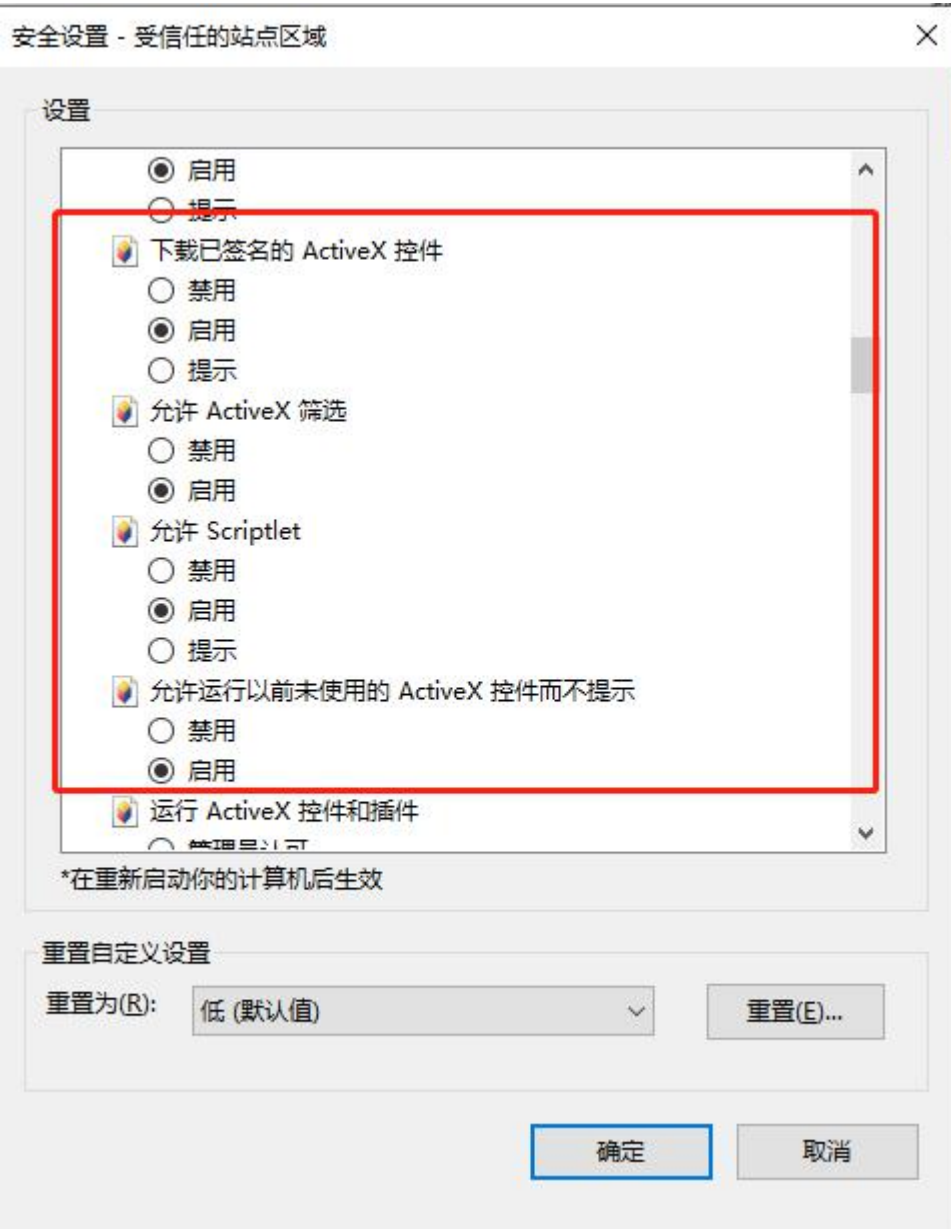 安全设置 - 受信任的站点区域
设置
启用
提示
下载已签名的 ActiveX 控件
禁用
启用
提示
允许 ActiveX 筛选
禁用
启用
允许 Scriptlet
禁用
启用
提示
允许运行以前未使用的 ActiveX 控件而不提示
禁用
启用
运行 ActiveX 控件和插件
管理员认可
*在重新启动你的计算机后生效
重置自定义设置
重置为(R): 低 (默认值) 重置(E)...
确定 取消